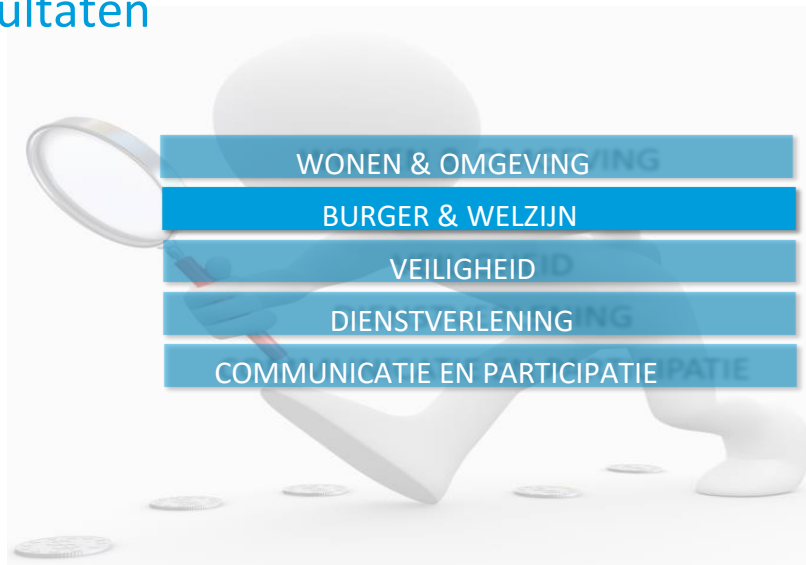 ultaten
WONEN & OMGEVING
BURGER & WELZIJN
VEILIGHEID
DIENSTVERLENING
COMMUNICATIE EN PARTICIPATIE